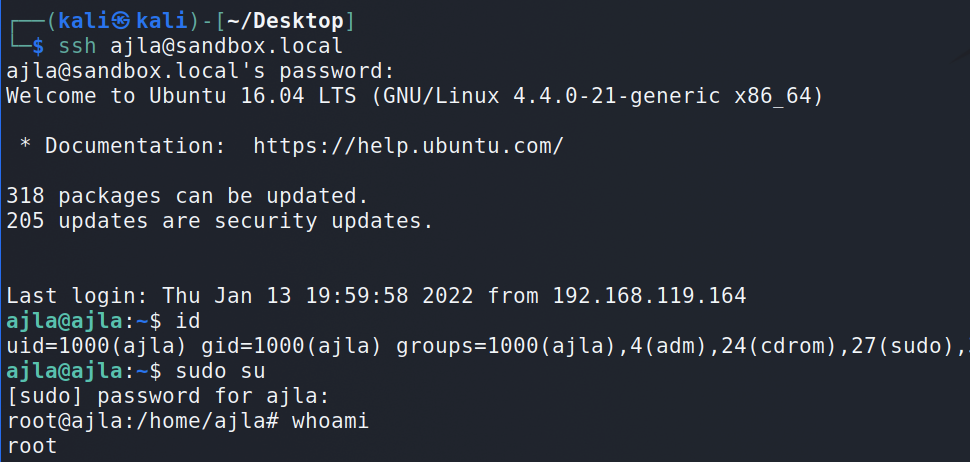 ┌──(kali㉿kali)-[~/Desktop]
└─$ ssh ajla@sandbox.local
ajla@sandbox.local's password:
Welcome to Ubuntu 16.04 LTS (GNU/Linux 4.4.0-21-generic x86_64)
* Documentation:  https://help.ubuntu.com/
318 packages can be updated.
205 updates are security updates.
Last login: Thu Jan 13 19:59:58 2022 from 192.168.119.164
ajla@ajla:~$ id
uid=1000(ajla) gid=1000(ajla) groups=1000(ajla),4(adm),24(cdrom),27(sudo),
ajla@ajla:~$ sudo su
[sudo] password for ajla:
root@ajla:/home/ajla# whoami
root